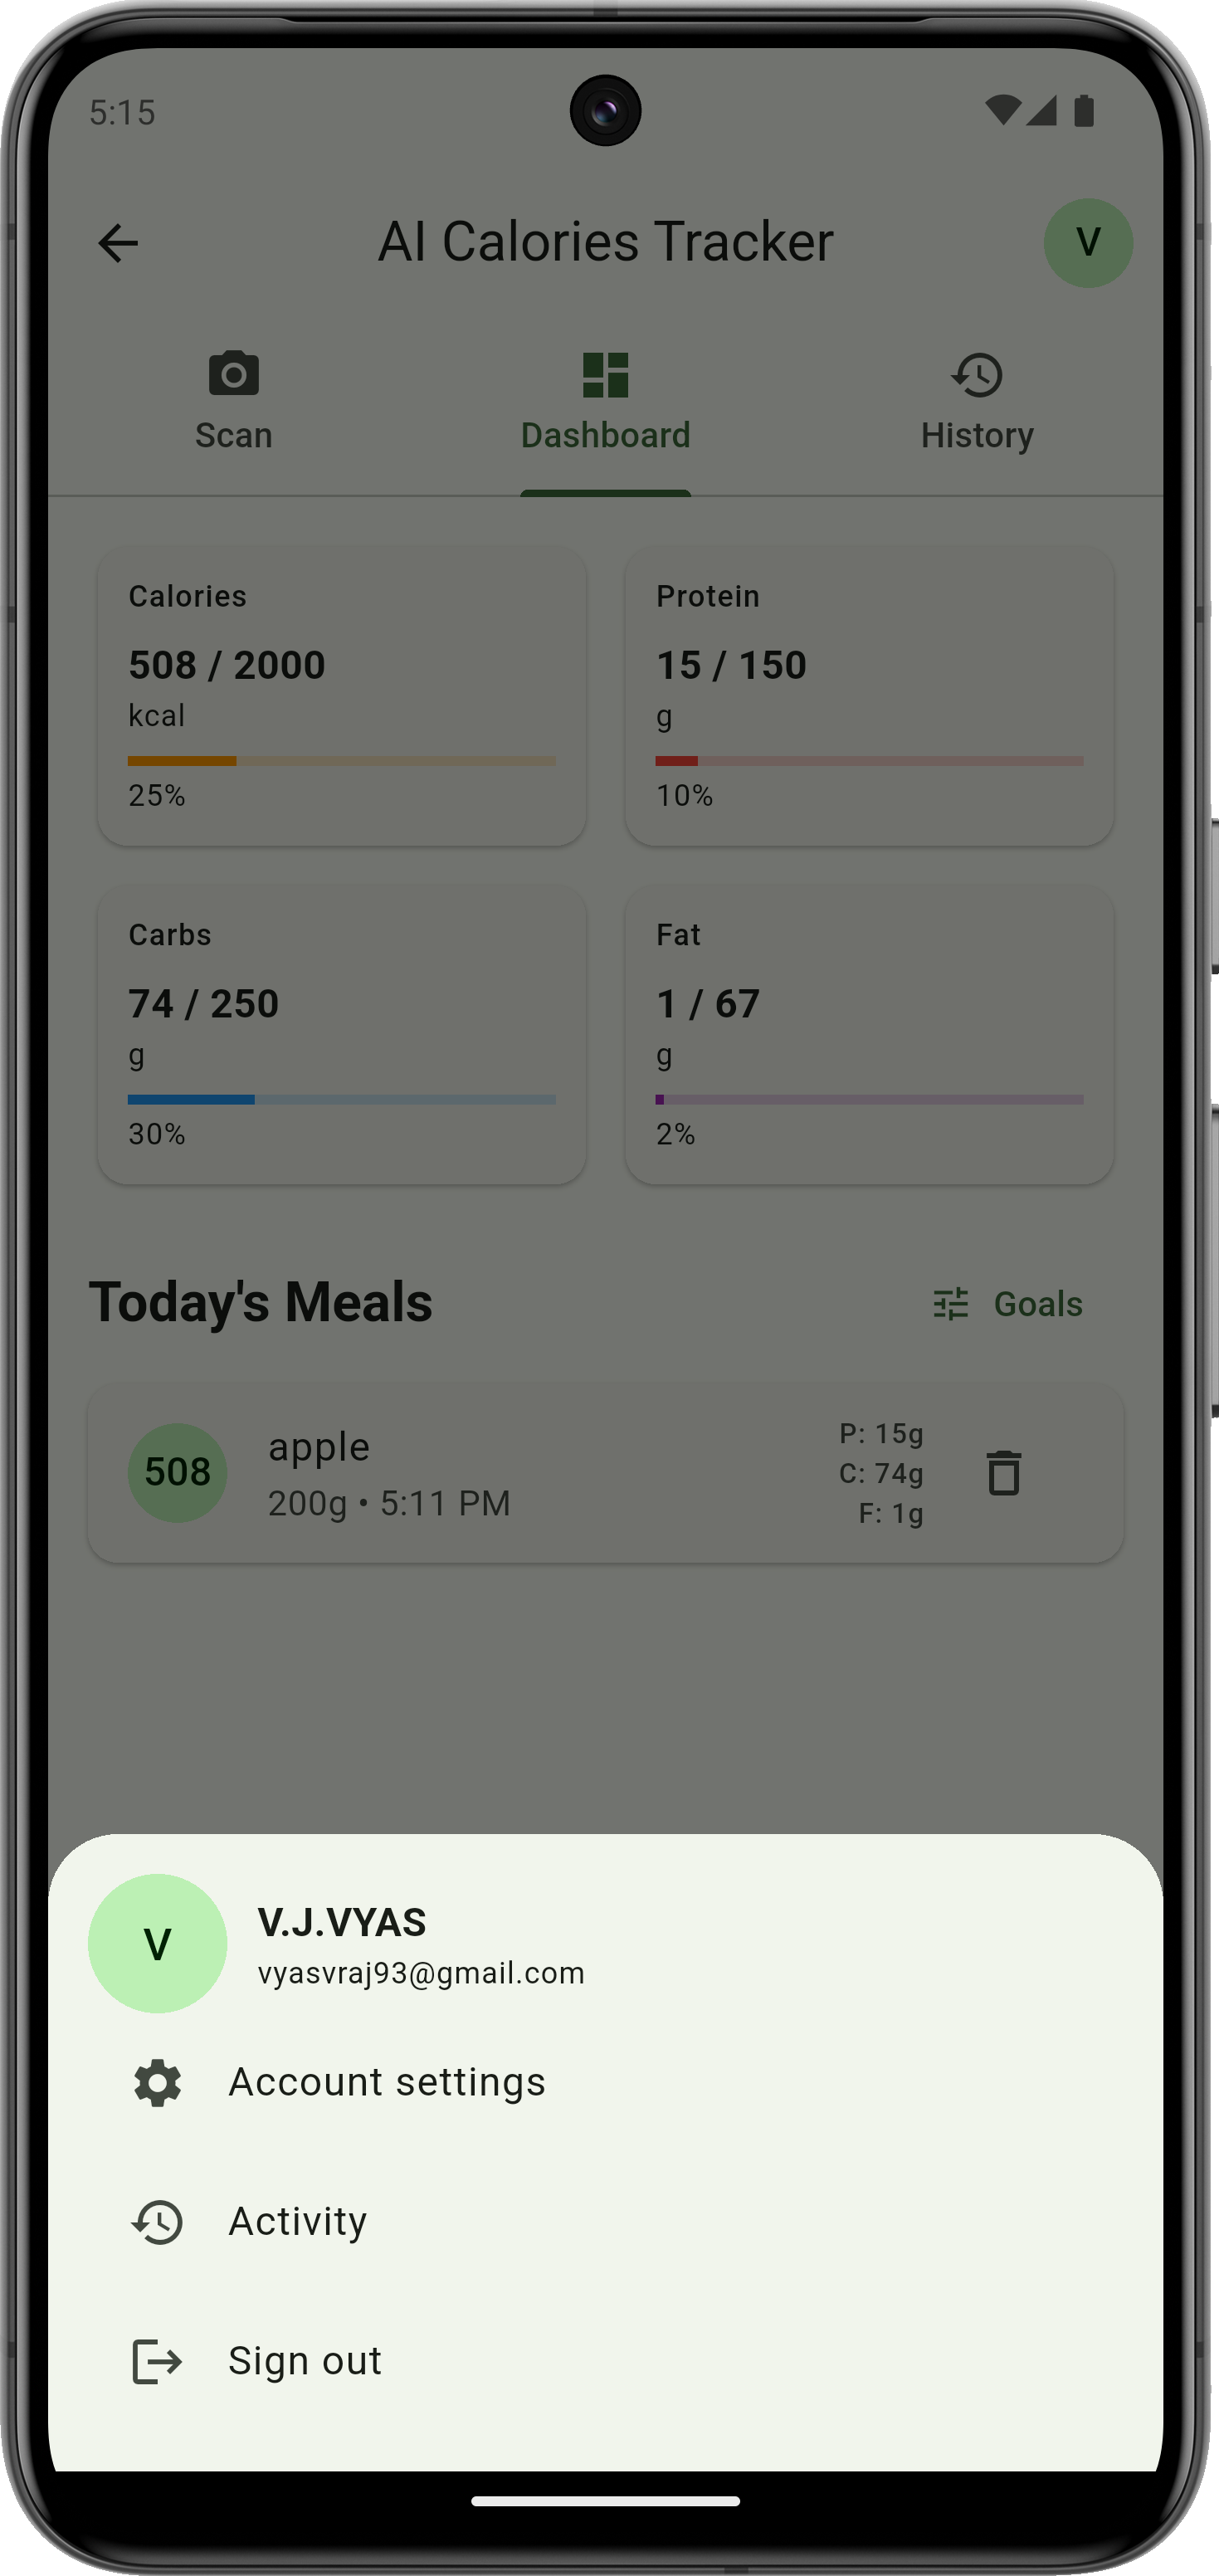 5:15
AI Calories Tracker
V
Scan
Dashboard
History
Calories
508 / 2000
kcal
25%
Protein
15 / 150
g
10%
Carbs
74 / 250
g
30%
Fat
1 / 67
g
2%
Today's Meals
Goals
508
apple
200g • 5:11 PM
P: 15g
C: 74g
F: 1g
V
V.J.VYAS
vyasvraj93@gmail.com
Account settings
Activity
Sign out